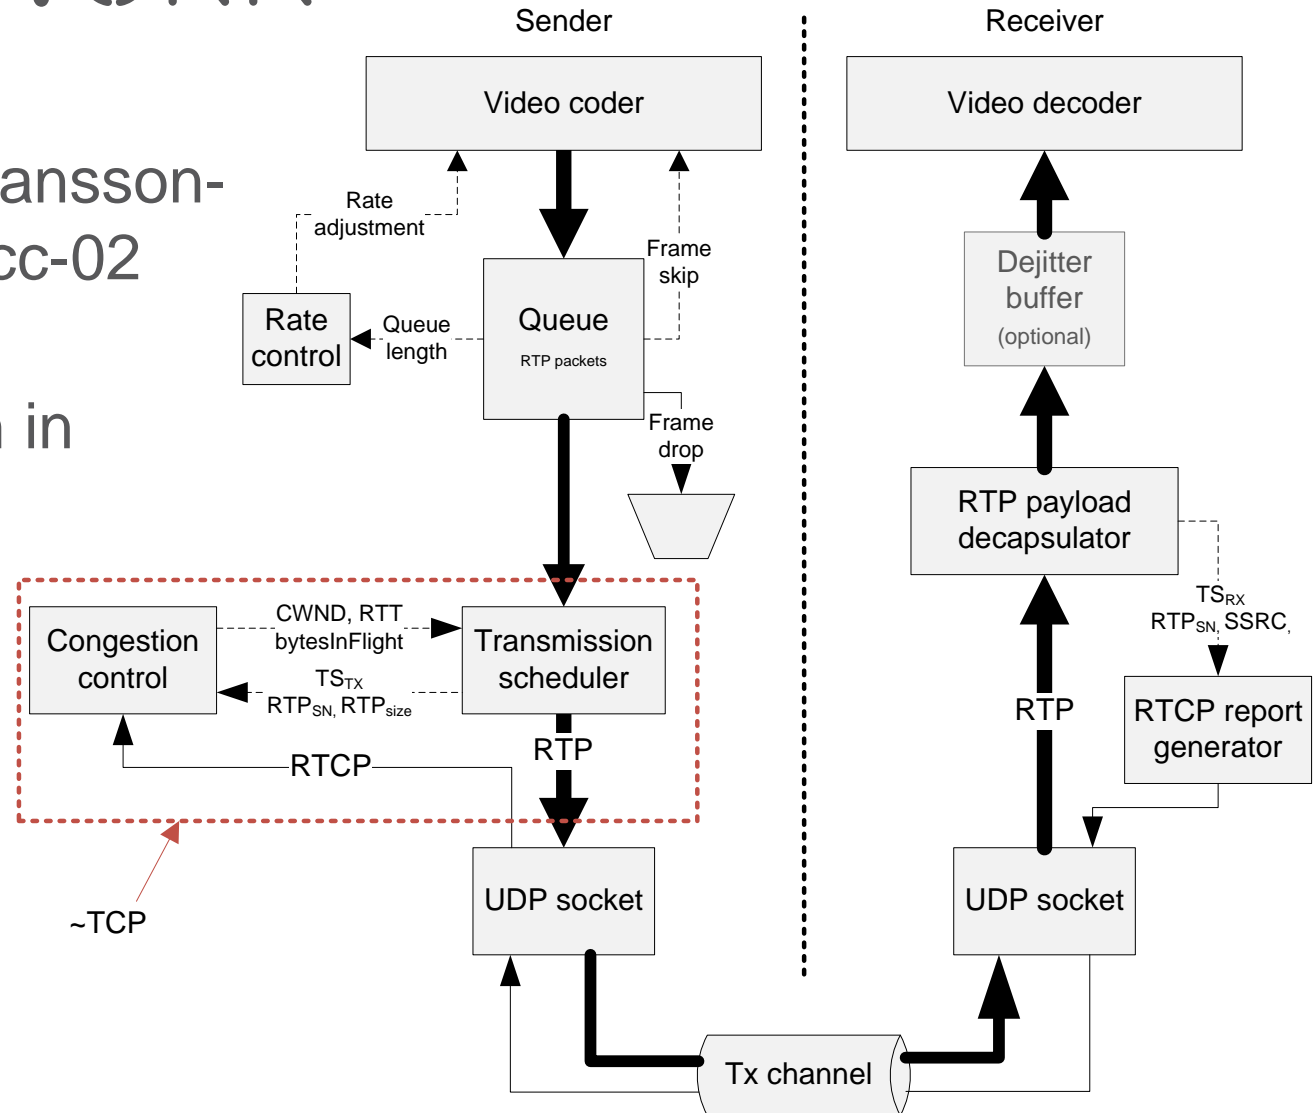 Sender
Receiver
Video coder
Video decoder
ansson-
cc-02
Rate
adjustment
Frame
skip
Dejitter
buffer
(optional)
Rate
control
Queue
length
Queue
RTP packets
n in
Frame
drop
RTP payload
decapsulator
CWND, RTT
bytesInFlight
Congestion
control
Transmission
scheduler
TSTX
RTPSN, RTPsize
TSRX
RTPSN, SSRC,
RTP
RTCP report
generator
RTCP
RTP
UDP socket
UDP socket
~TCP
Tx channel